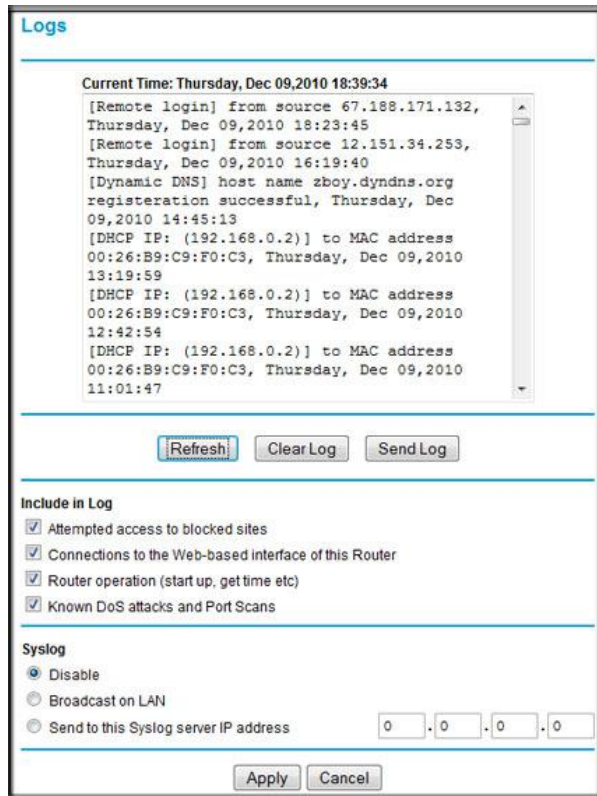 Logs
Current Time: Thursday, Dec 09,2010 18:39:34
[Remote login] from source 67.188.171.132,
Thursday, Dec 09,2010 18:23:45
[Remote login] from source 12.151.34.253,
Thursday, Dec 09,2010 16:19:40
[Dynamic DNS] host name zboy.dyndns.org
registeration successful, Thursday, Dec
09,2010 14:45:13
[DHCP IP: (192.168.0.2)] to MAC address
00:26:B9:C9:F0:C3, Thursday, Dec 09,2010
13:19:59
[DHCP IP: (192.168.0.2)] to MAC address
00:26:B9:C9:F0:C3, Thursday, Dec 09,2010
12:42:54
[DHCP IP: (192.168.0.2)] to MAC address
00:26:B9:C9:F0:C3, Thursday, Dec 09,2010
11:01:47
Refresh Clear Log Send Log
Include in Log
Attempted access to blocked sites
Connections to the Web-based interface of this Router
Router operation (start up, get time etc)
Known DoS attacks and Port Scans
Syslog
Disable
Broadcast on LAN
Send to this Syslog server IP address 0 . 0 . 0 . 0
Apply Cancel